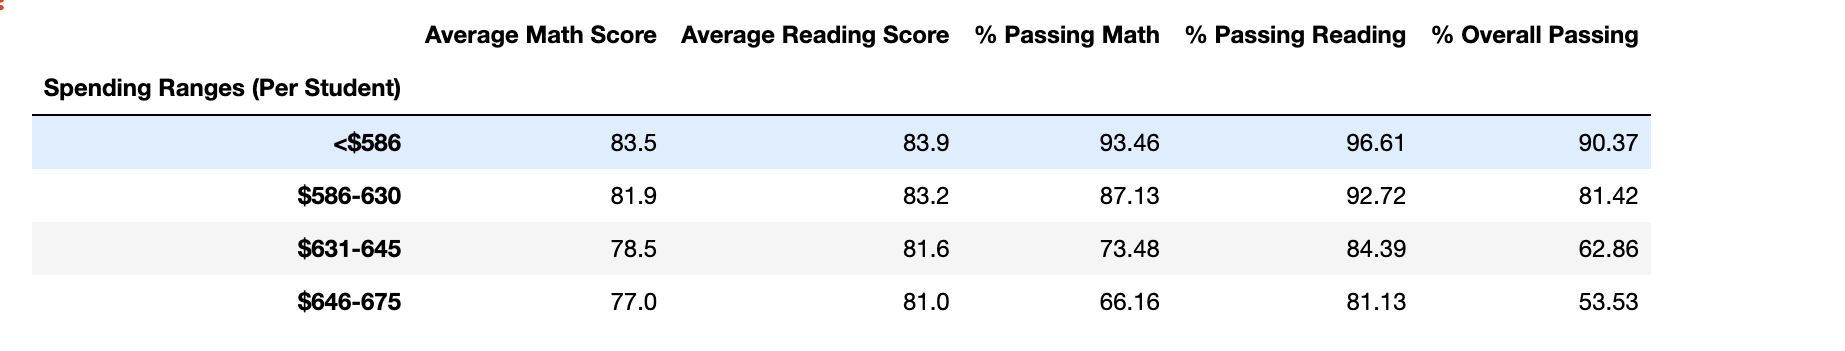 Average Math Score Average Reading Score % Passing Math % Passing Reading % Overall Passing
Spending Ranges (Per Student)
<$586 83.5 83.9 93.46 96.61 90.37
$586-630 81.9 83.2 87.13 92.72 81.42
$631-645 78.5 81.6 73.48 84.39 62.86
$646-675 77.0 81.0 66.16 81.13 53.53